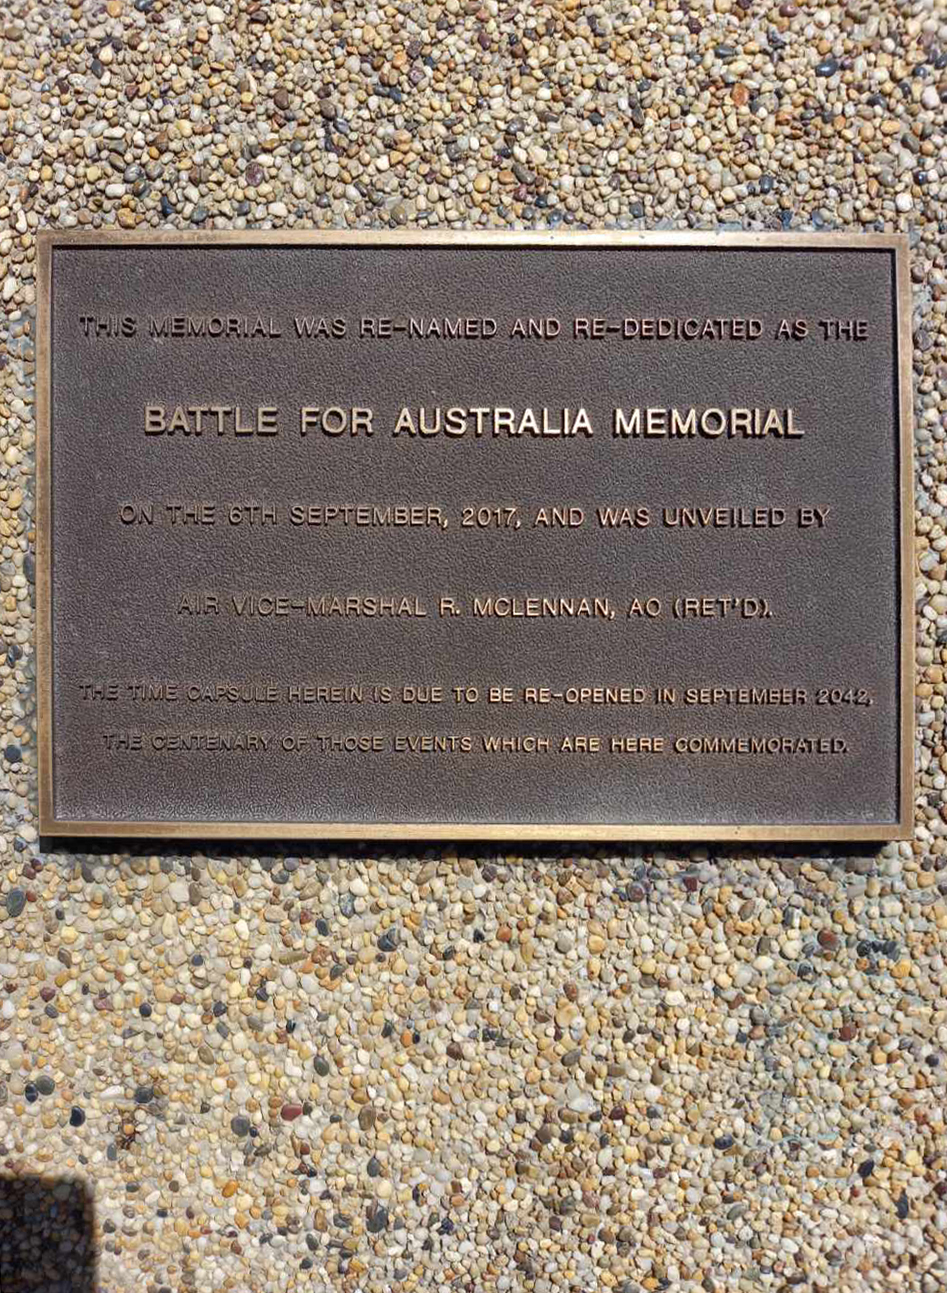 THIS MEMORIAL WAS RE-NAMED AND RE-DEDICATED AS THE
BATTLE FOR AUSTRALIA MEMORIAL
ON THE 6TH SEPTEMBER, 2017, AND WAS UNVEILED BY
AIR VICE-MARSHAL R. MCLENNAN, AO (RET'D).
THE TIME CAPSULE HEREIN IS DUE TO BE RE-OPENED IN SEPTEMBER 2042,
THE CENTENARY OF THOSE EVENTS WHICH ARE HERE COMMEMORATED.